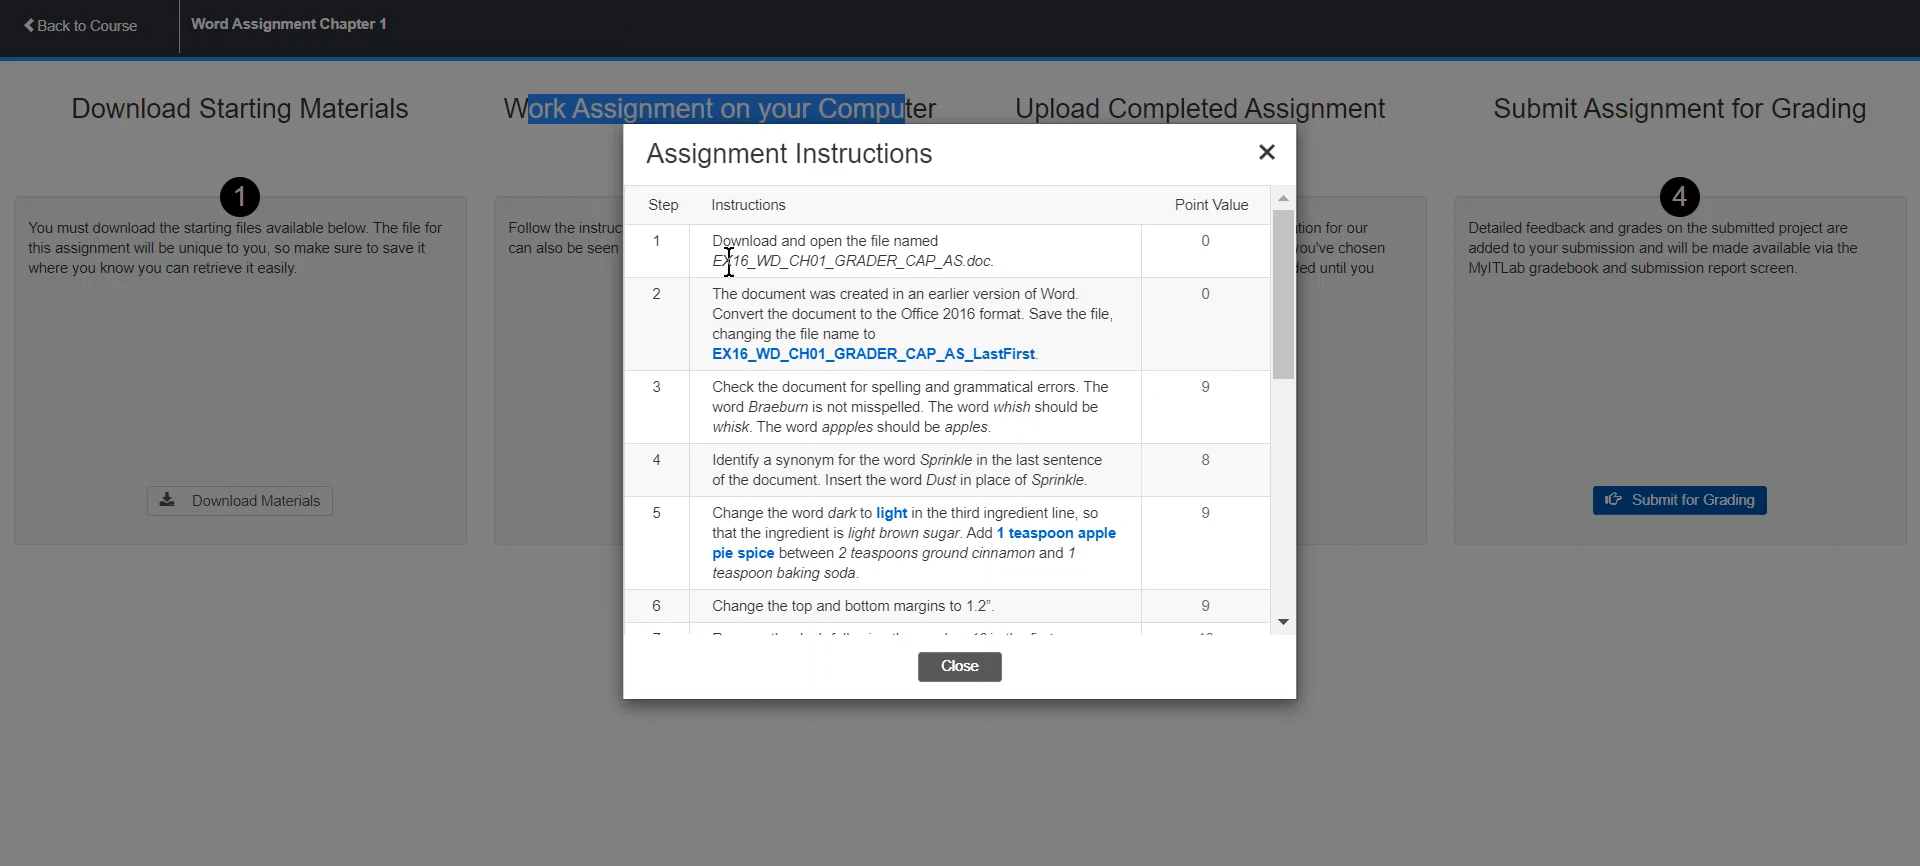 Back to Course
Word Assignment Chapter 1
Download Starting Materials
Work Assignment on your Computer
Upload Completed Assignment
Submit Assignment for Grading
1
You must download the starting files available below. The file for
this assignment will be unique to you, so make sure to save it
where you know you can retrieve it easily.
Download Materials
Follow the instruc
can also be seen
Assignment Instructions
Step Instructions Point Value
1 Download and open the file named 0
EX16_WD_CH01_GRADER_CAP_AS.doc.
2 The document was created in an earlier version of Word. 0
Convert the document to the Office 2016 format. Save the file,
changing the file name to
EX16_WD_CH01_GRADER_CAP_AS_LastFirst.
3 Check the document for spelling and grammatical errors. The 9
word Braeburn is not misspelled. The word whish should be
whisk. The word appples should be apples.
4 Identify a synonym for the word Sprinkle in the last sentence 8
of the document. Insert the word Dust in place of Sprinkle.
5 Change the word dark to light in the third ingredient line, so 9
that the ingredient is light brown sugar. Add 1 teaspoon apple
pie spice between 2 teaspoons ground cinnamon and 1
teaspoon baking soda.
6 Change the top and bottom margins to 1.2”. 9
Close
tion for our
you've chosen
ded until you
4
Detailed feedback and grades on the submitted project are
added to your submission and will be made available via the
MyITLab gradebook and submission report screen.
Submit for Grading